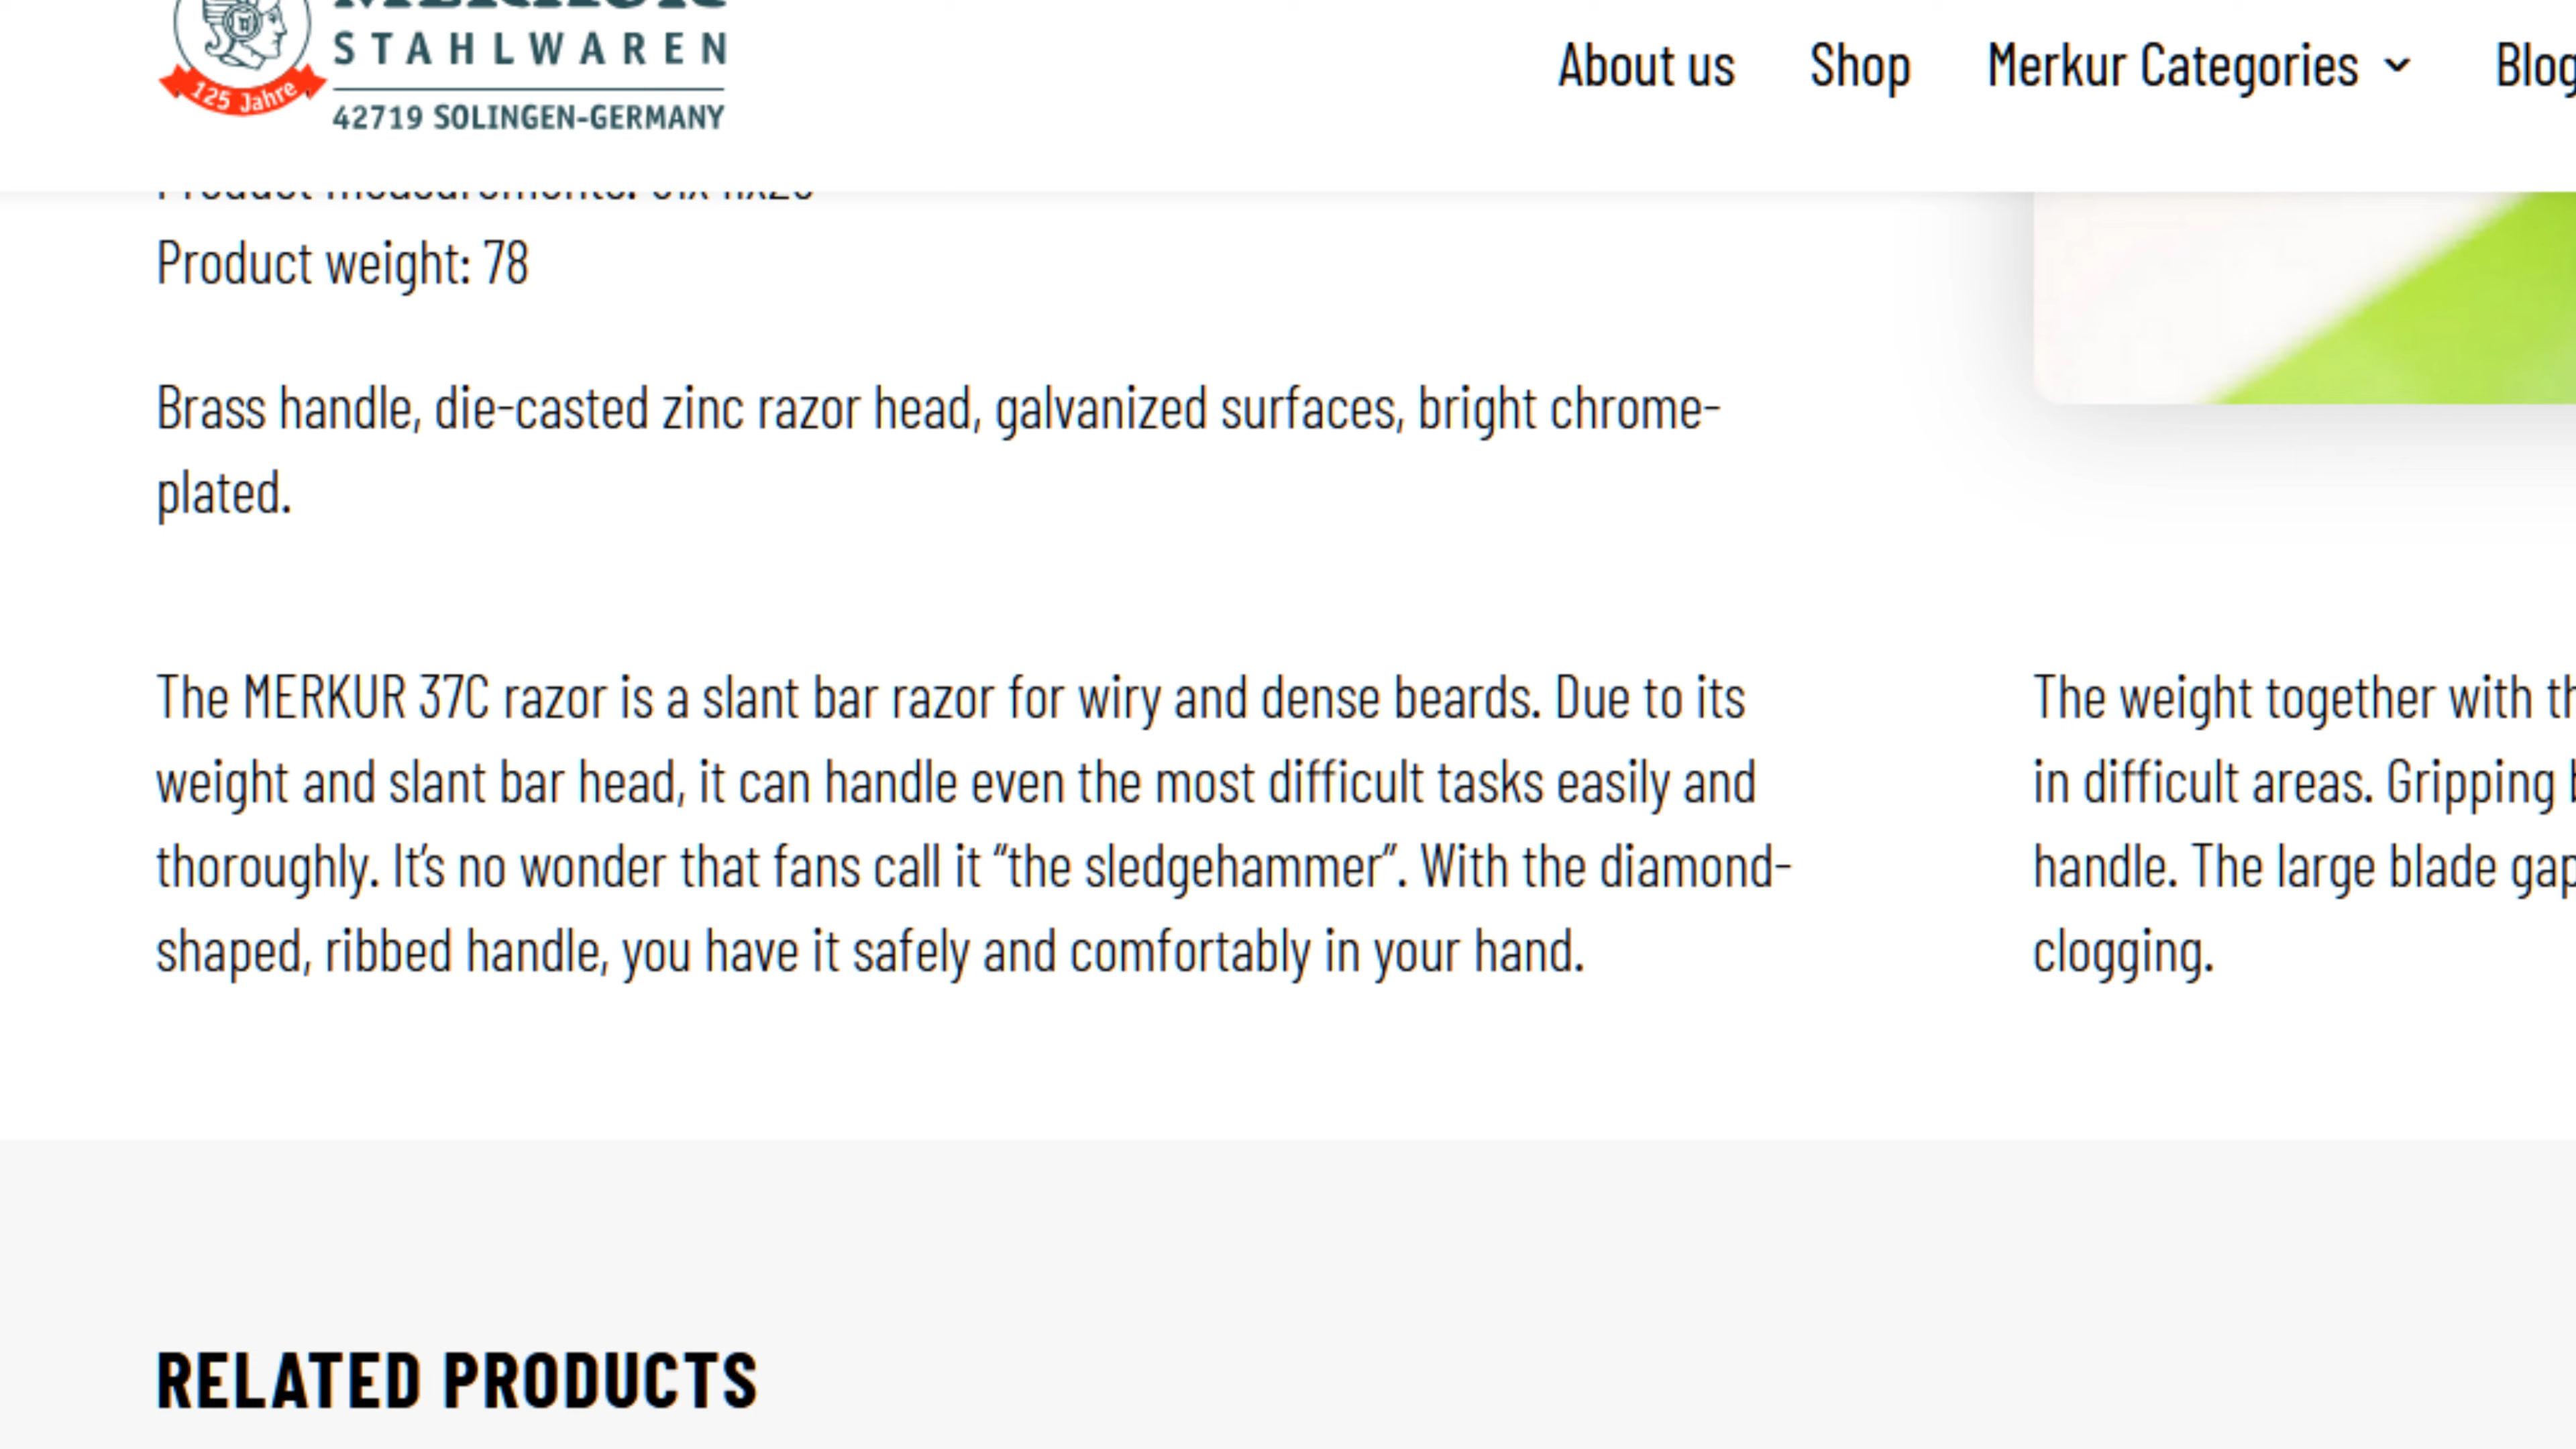 STAHLWAREN
125 Jahre
42719 SOLINGEN-GERMANY
About us Shop Merkur Categories Blog
Product measurements:
Product weight: 78
Brass handle, die-casted zinc razor head, galvanized surfaces, bright chrome-
plated.
The MERKUR 37C razor is a slant bar razor for wiry and dense beards. Due to its
weight and slant bar head, it can handle even the most difficult tasks easily and
thoroughly. It’s no wonder that fans call it “the sledgehammer”. With the diamond-
shaped, ribbed handle, you have it safely and comfortably in your hand.
The weight together with
in difficult areas. Gripping
handle. The large blade gap
clogging.
RELATED PRODUCTS